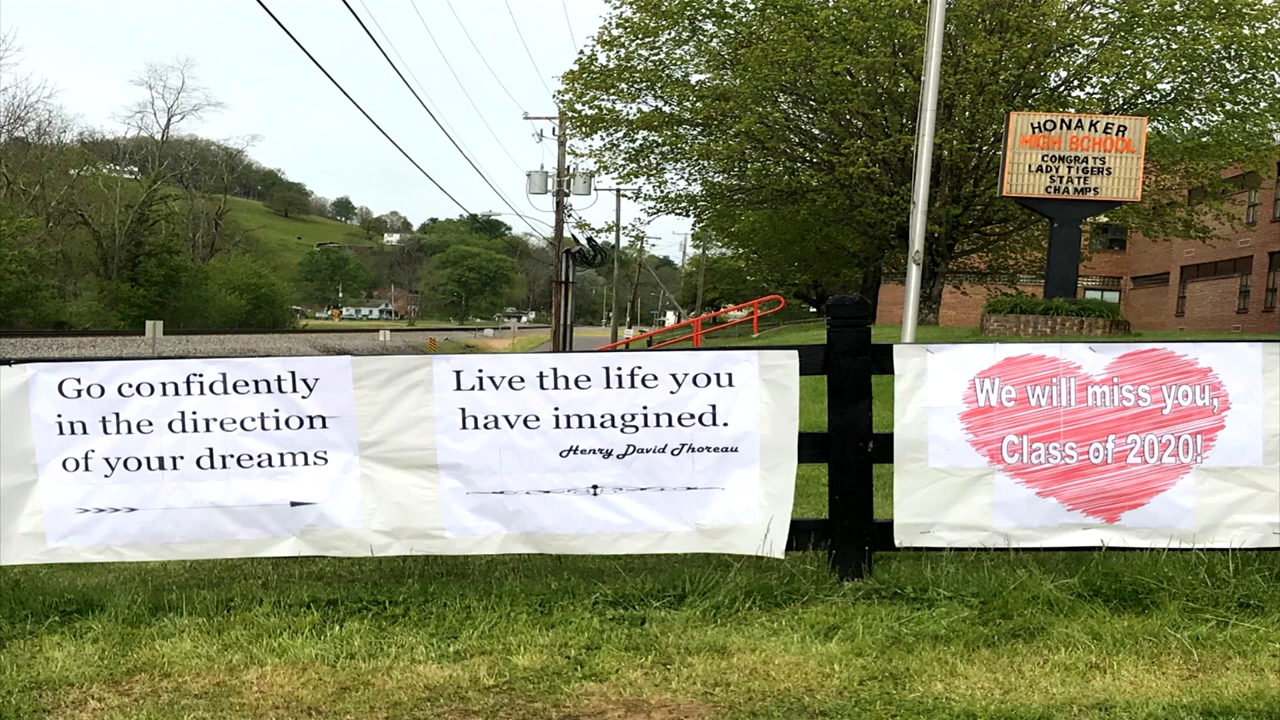 HONAKER
HIGH SCHOOL
CONGRATS
LADY TIGERS
STATE
CHAMPS
Go confidently
in the direction
of your dreams
Live the life you
have imagined.
Henry David Thoreau
We will miss you,
Class of 2020!